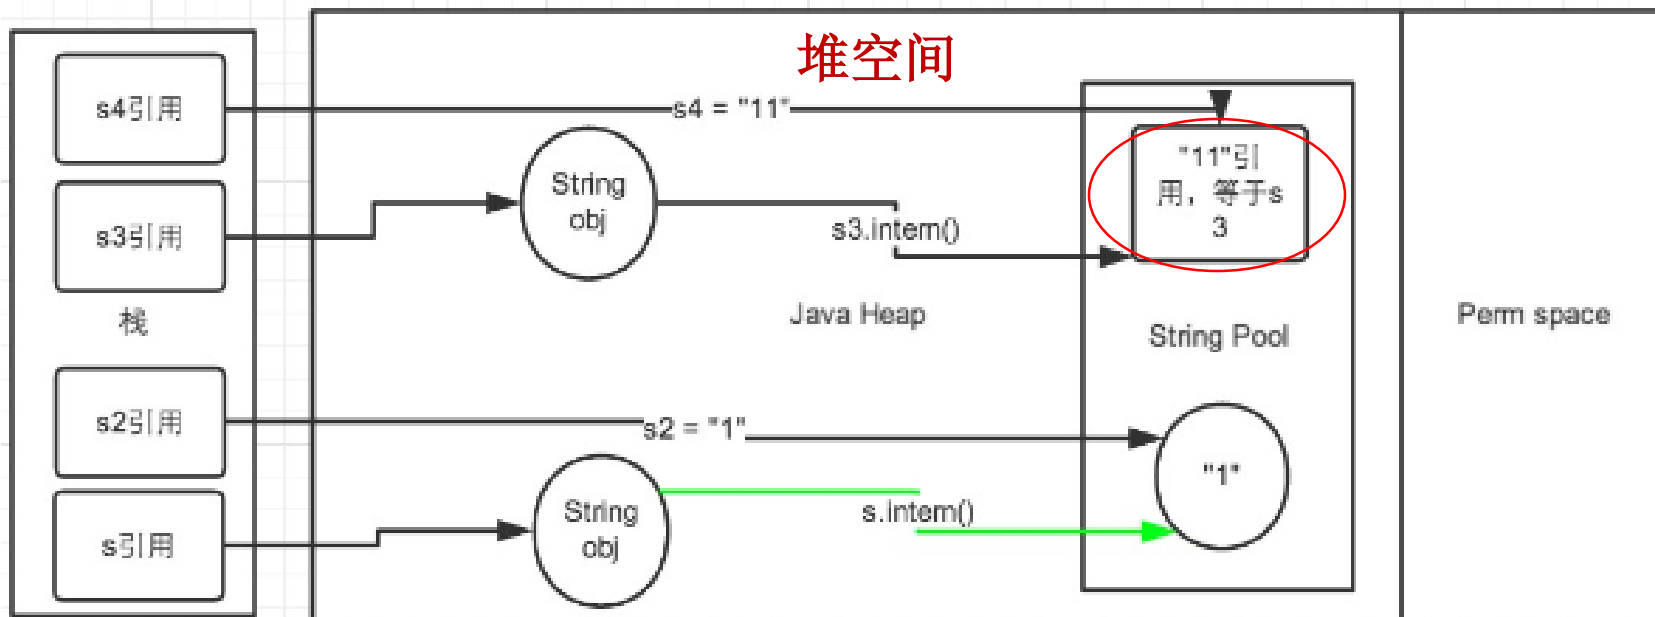 堆空间
s4引用
s4 = "11"
"11"引
用，等于s
3
String
obj
s3引用
s3.intern()
栈
Java Heap
String Pool
Perm space
s2引用
s2 = "1"
"1"
String
obj
s.intern()
s引用